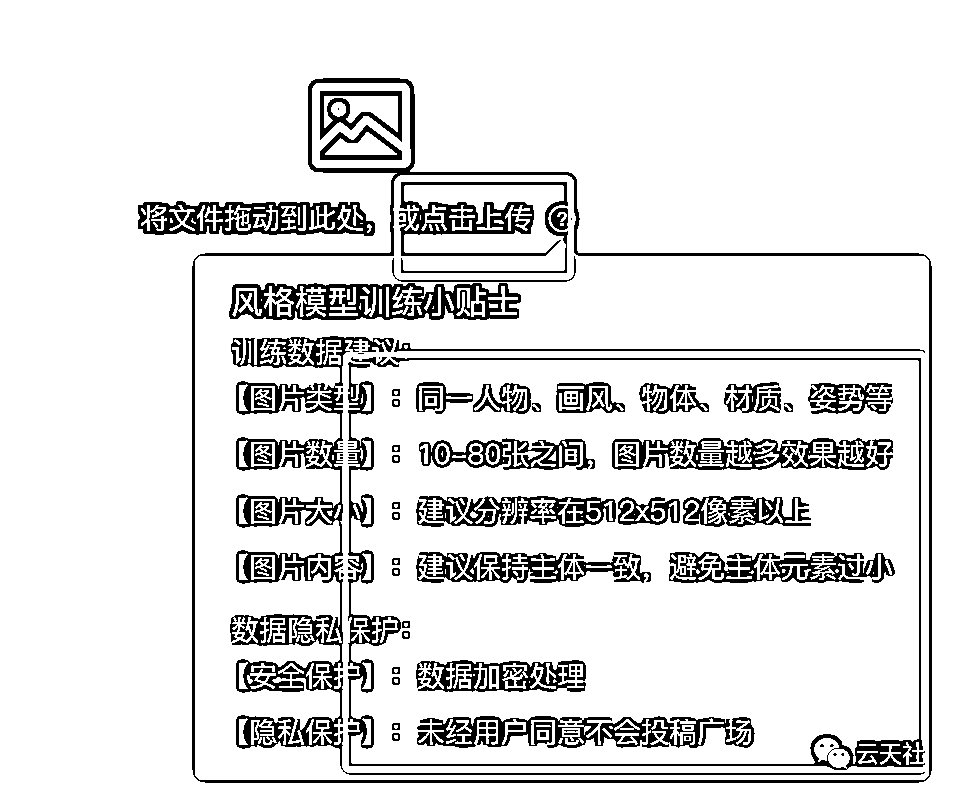 将文件拖动到此处，或点击上传 ?
风格模型训练小贴士
训练数据建议：
【图片类型】：同一人物、画风、物体、材质、姿势等
【图片数量】：10-80张之间，图片数量越多效果越好
【图片大小】：建议分辨率在512x512像素以上
【图片内容】：建议保持主体一致，避免主体元素过小
数据隐私保护：
【安全保护】：数据加密处理
【隐私保护】：未经用户同意不会投稿广场
云天社